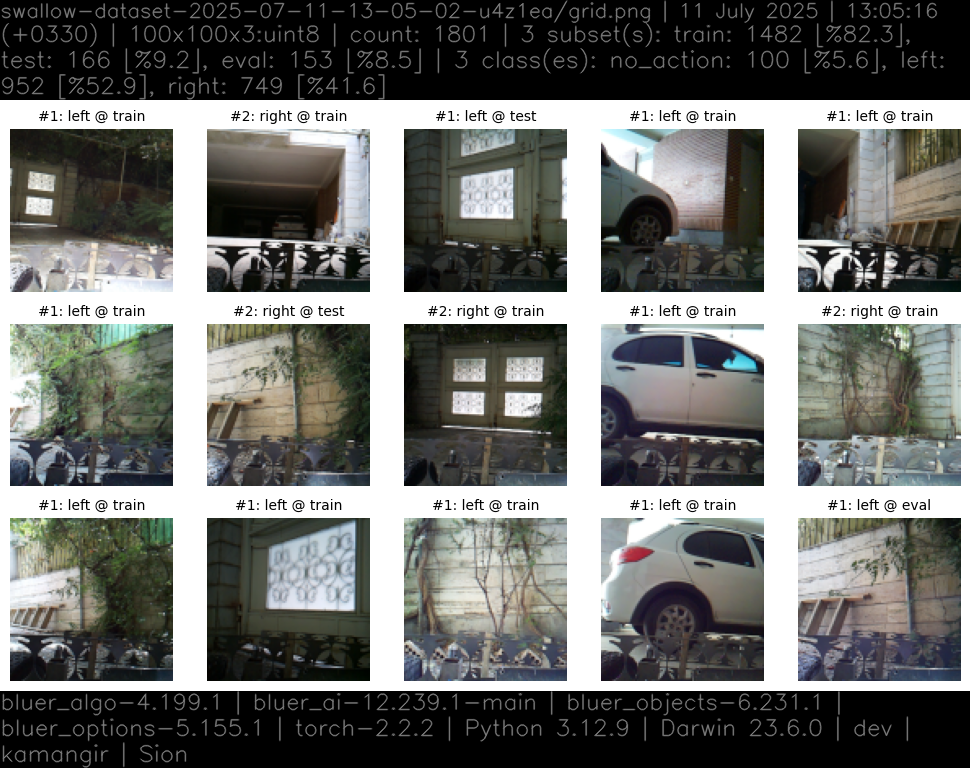 swallow-dataset-2025-07-11-13-05-02-u4z1ea/grid.png | 11 July 2025 | 13:05:16
(+0330) | 100x100x3:uint8 | count: 1801 | 3 subset(s): train: 1482 [%82.3],
test: 166 [%9.2], eval: 153 [%8.5] | 3 class(es): no_action: 100 [%5.6], left:
952 [%52.9], right: 749 [%41.6]
#1: left @ train #2: right @ train #1: left @ test #1: left @ train #1: left @ train
#1: left @ train #2: right @ test #2: right @ train #1: left @ train #2: right @ train
#1: left @ train #1: left @ train #1: left @ train #1: left @ train #1: left @ eval
bluer_algo-4.199.1 | bluer_ai-12.239.1-main | bluer_objects-6.231.1 |
bluer_options-5.155.1 | torch-2.2.2 | Python 3.12.9 | Darwin 23.6.0 | dev |
kamangir | Sion